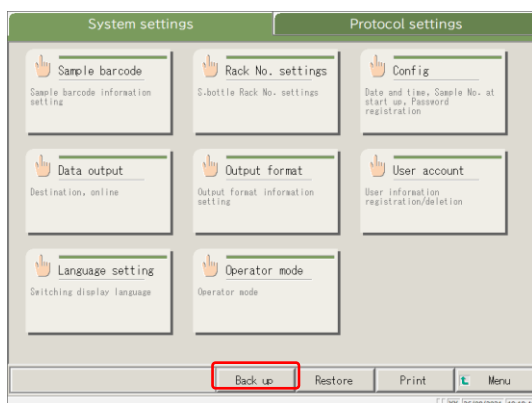 System settings
Protocol settings
Sample barcode
Sample barcode information
setting
Rack No. settings
S.bottle Rack No. settings
Config
Date and time, Sample No. at
start up, Password
registration
Data output
Destination, online
Output format
Output format information
setting
User account
User information
registration/deletion
Language setting
Switching display language
Operator mode
Operator mode
Back up
Restore
Print
Menu